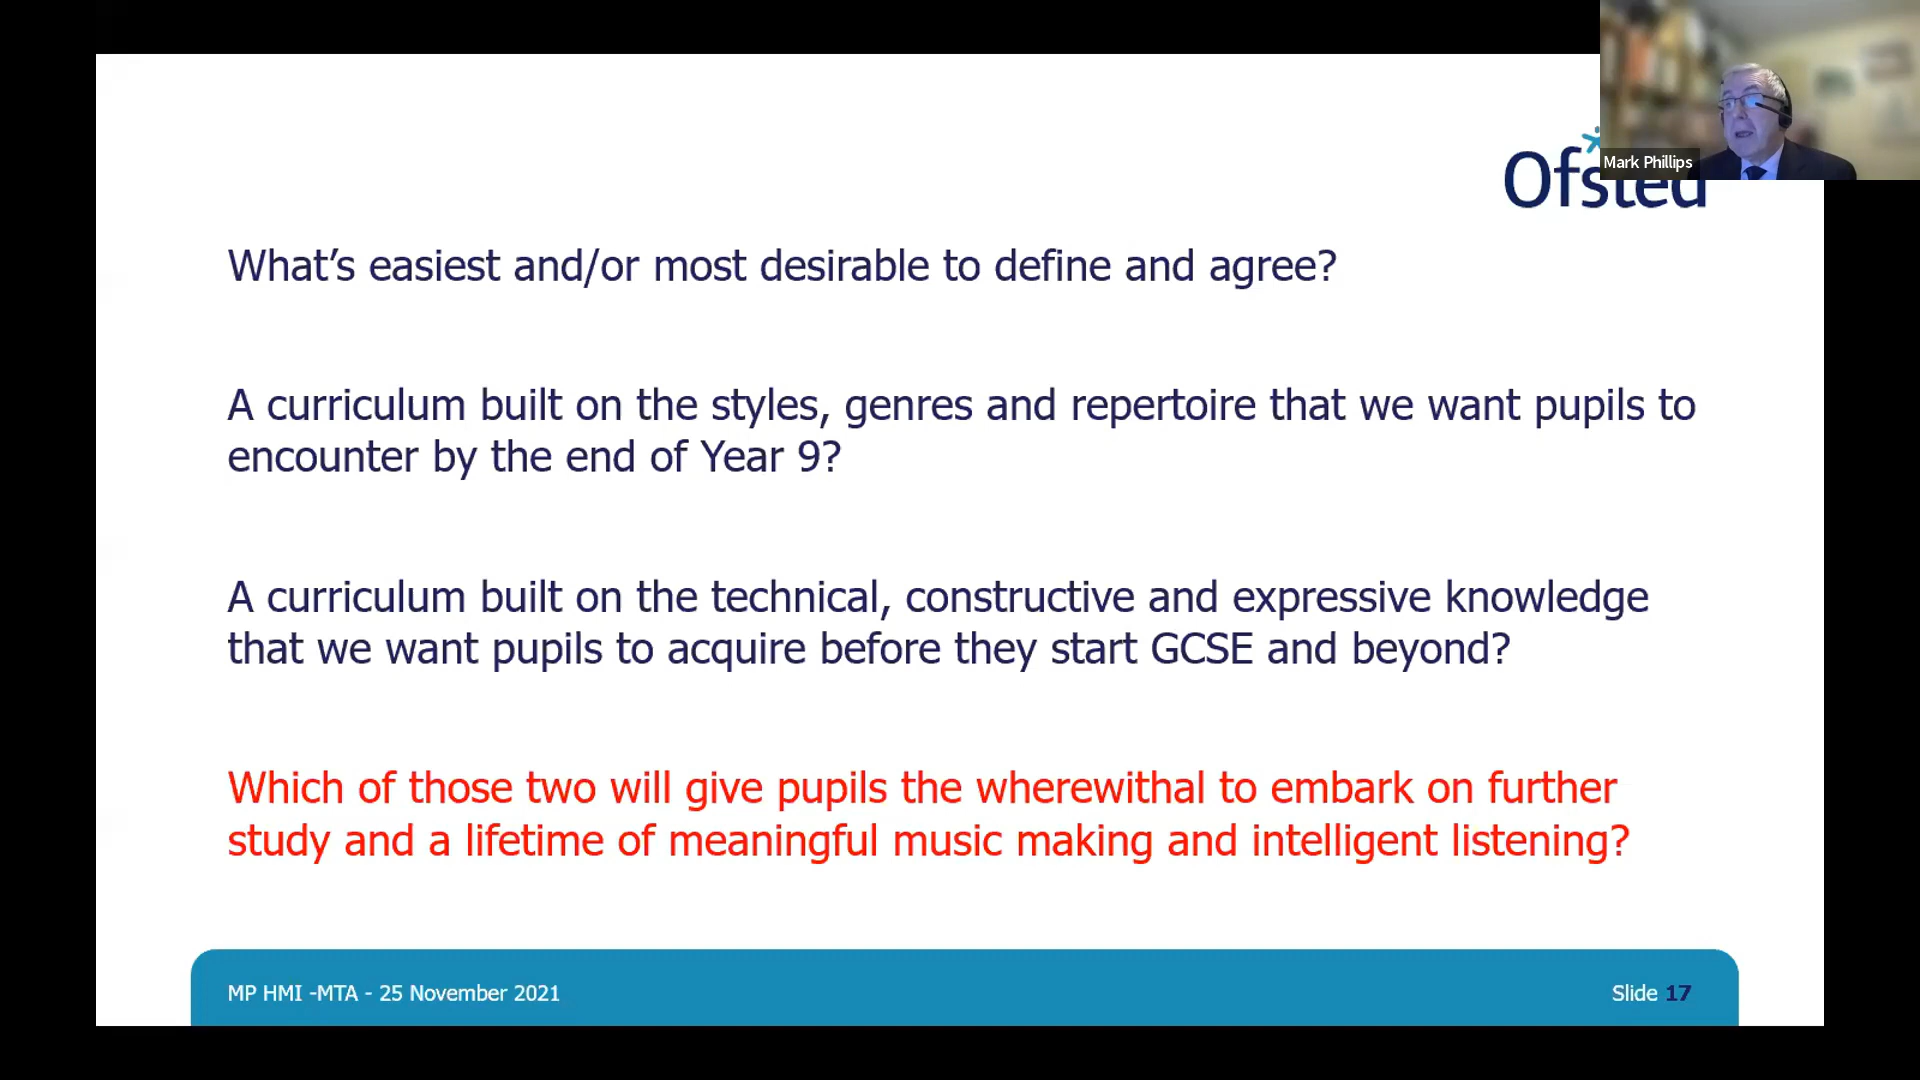 Mark Phillips
Ofsted
What’s easiest and/or most desirable to define and agree?
A curriculum built on the styles, genres and repertoire that we want pupils to
encounter by the end of Year 9?
A curriculum built on the technical, constructive and expressive knowledge
that we want pupils to acquire before they start GCSE and beyond?
Which of those two will give pupils the wherewithal to embark on further
study and a lifetime of meaningful music making and intelligent listening?
MP HMI -MTA - 25 November 2021
Slide 17